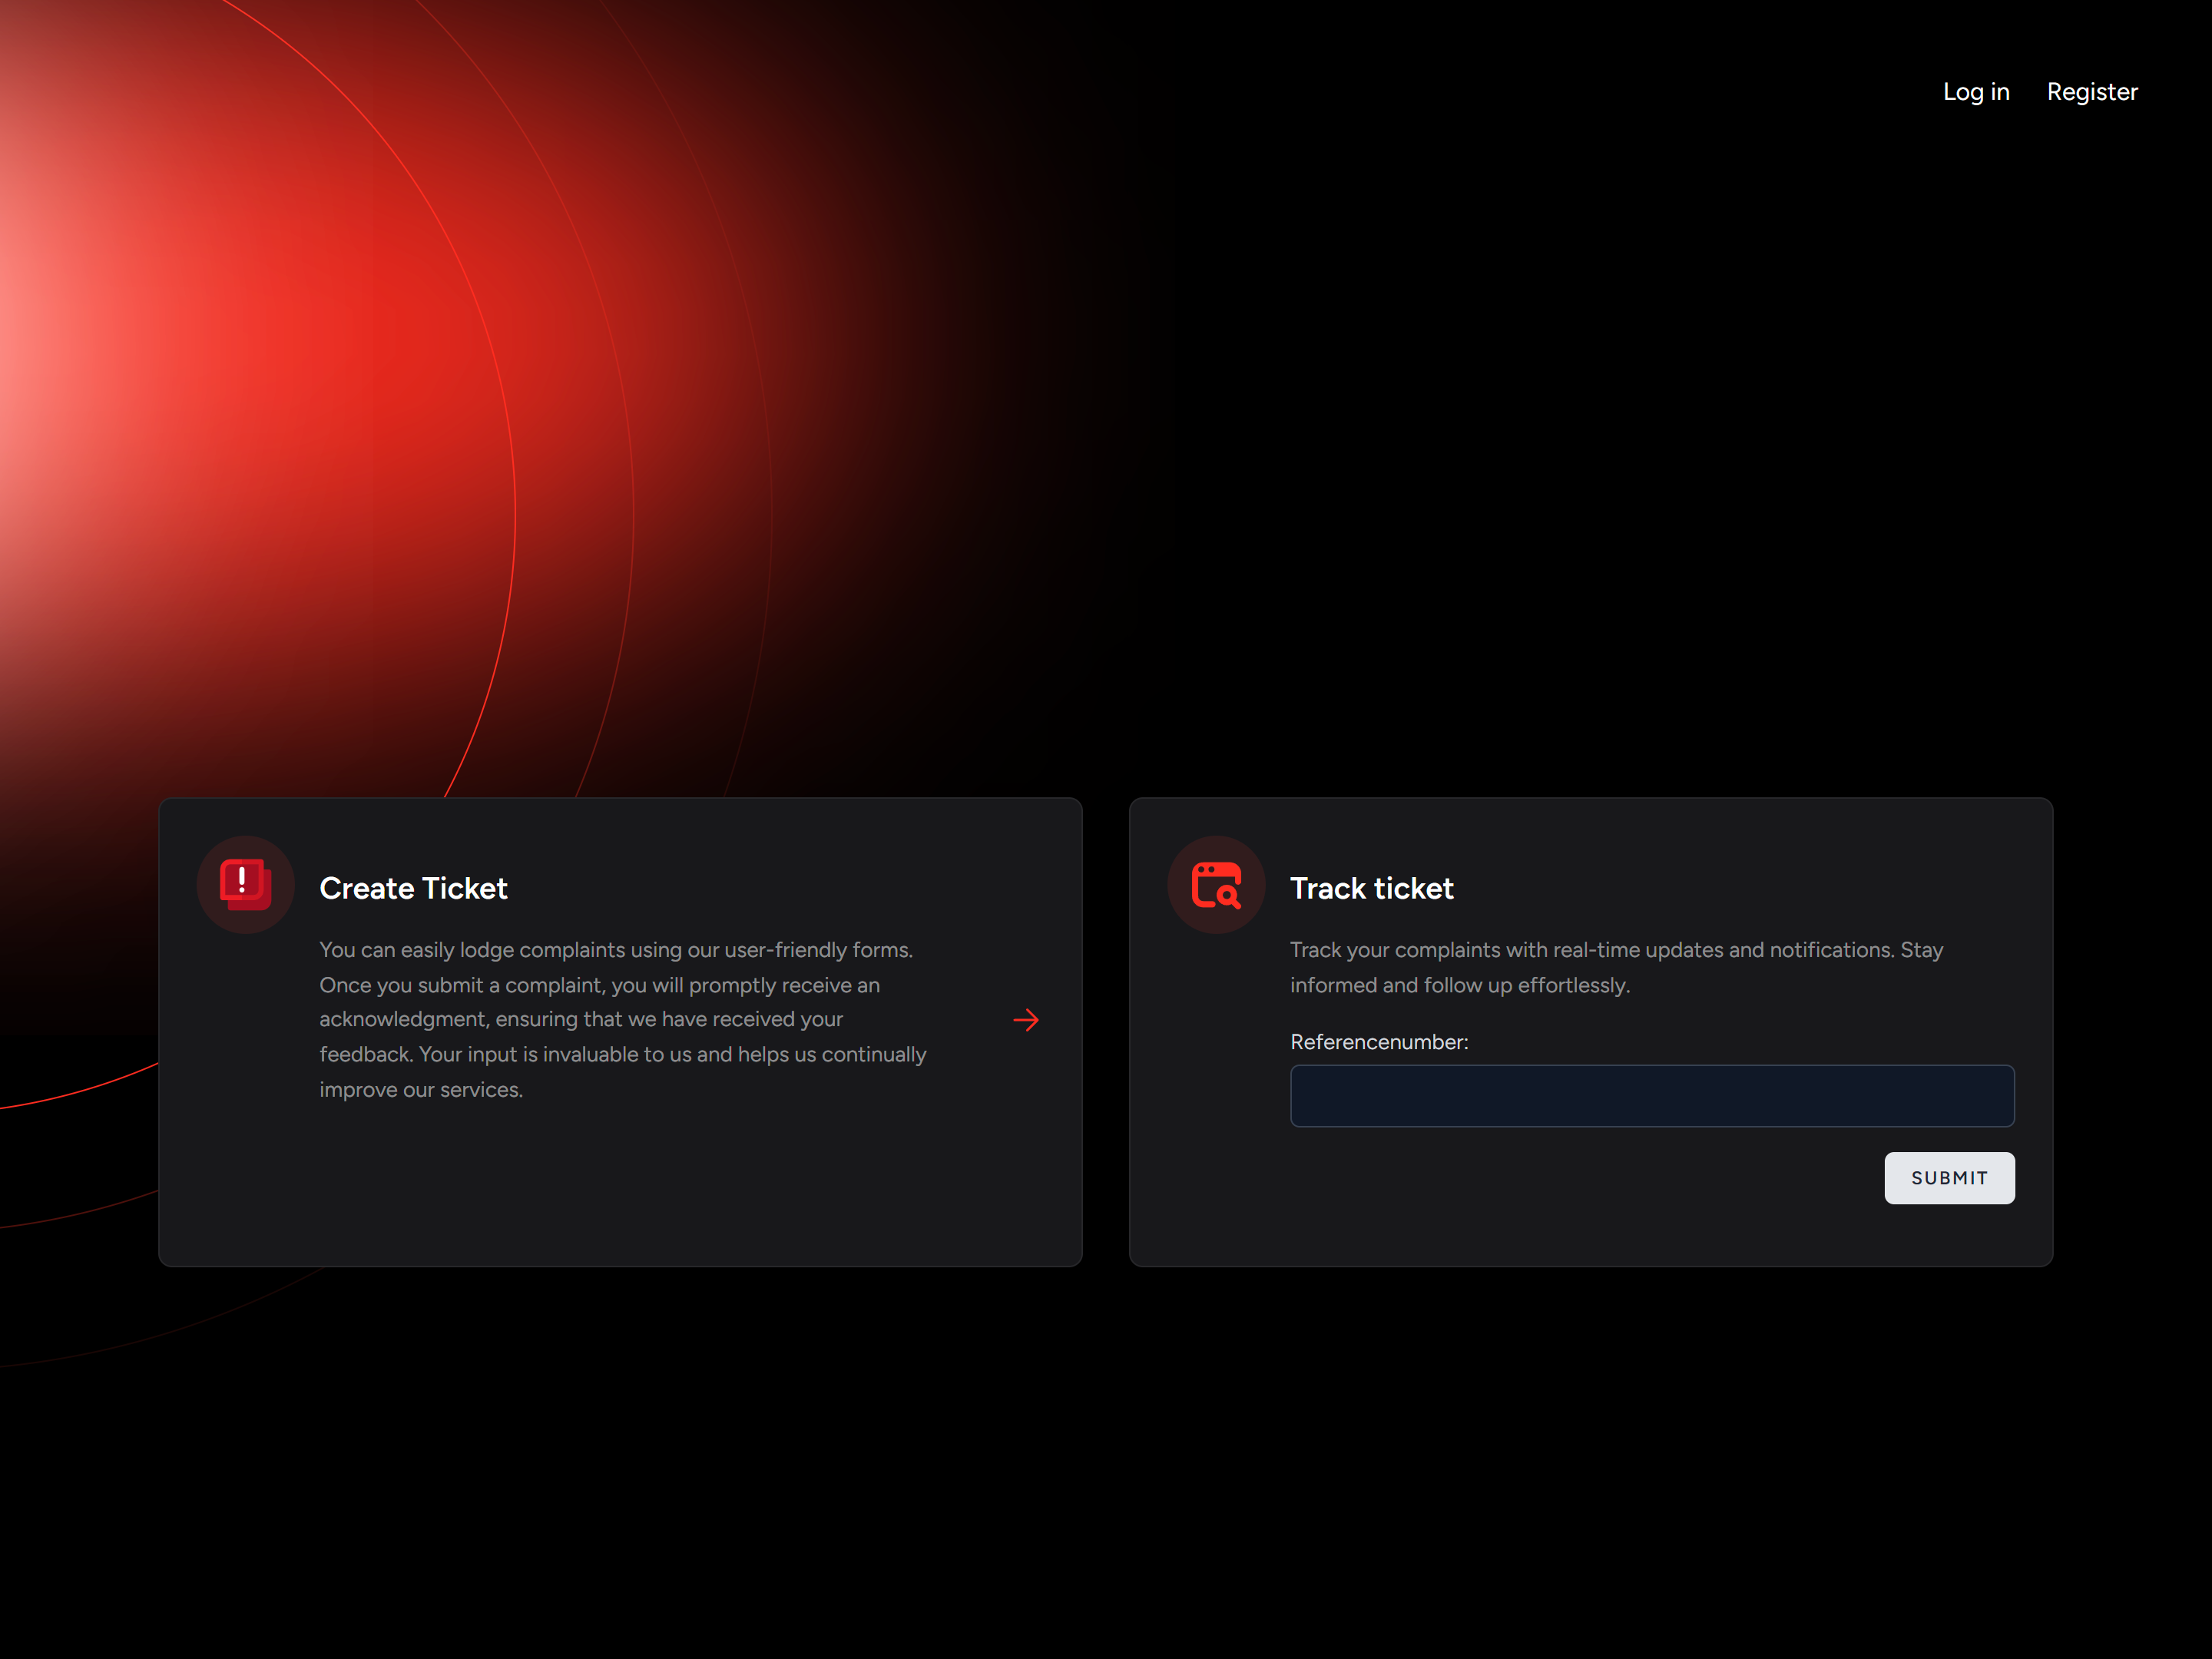 Log in Register
Create Ticket
You can easily lodge complaints using our user-friendly forms.
Once you submit a complaint, you will promptly receive an
acknowledgment, ensuring that we have received your
feedback. Your input is invaluable to us and helps us continually
improve our services.
Track ticket
Track your complaints with real-time updates and notifications. Stay
informed and follow up effortlessly.
Referencenumber:
SUBMIT